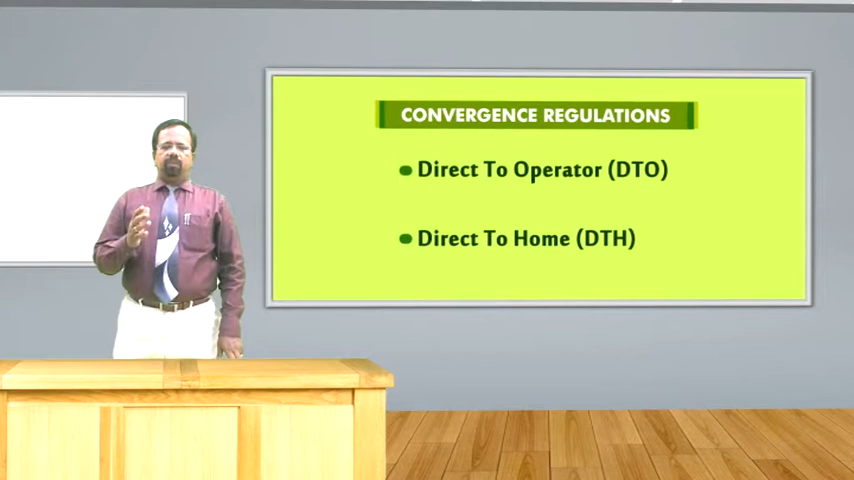 CONVERGENCE REGULATIONS
Direct To Operator (DTO)
Direct To Home (DTH)